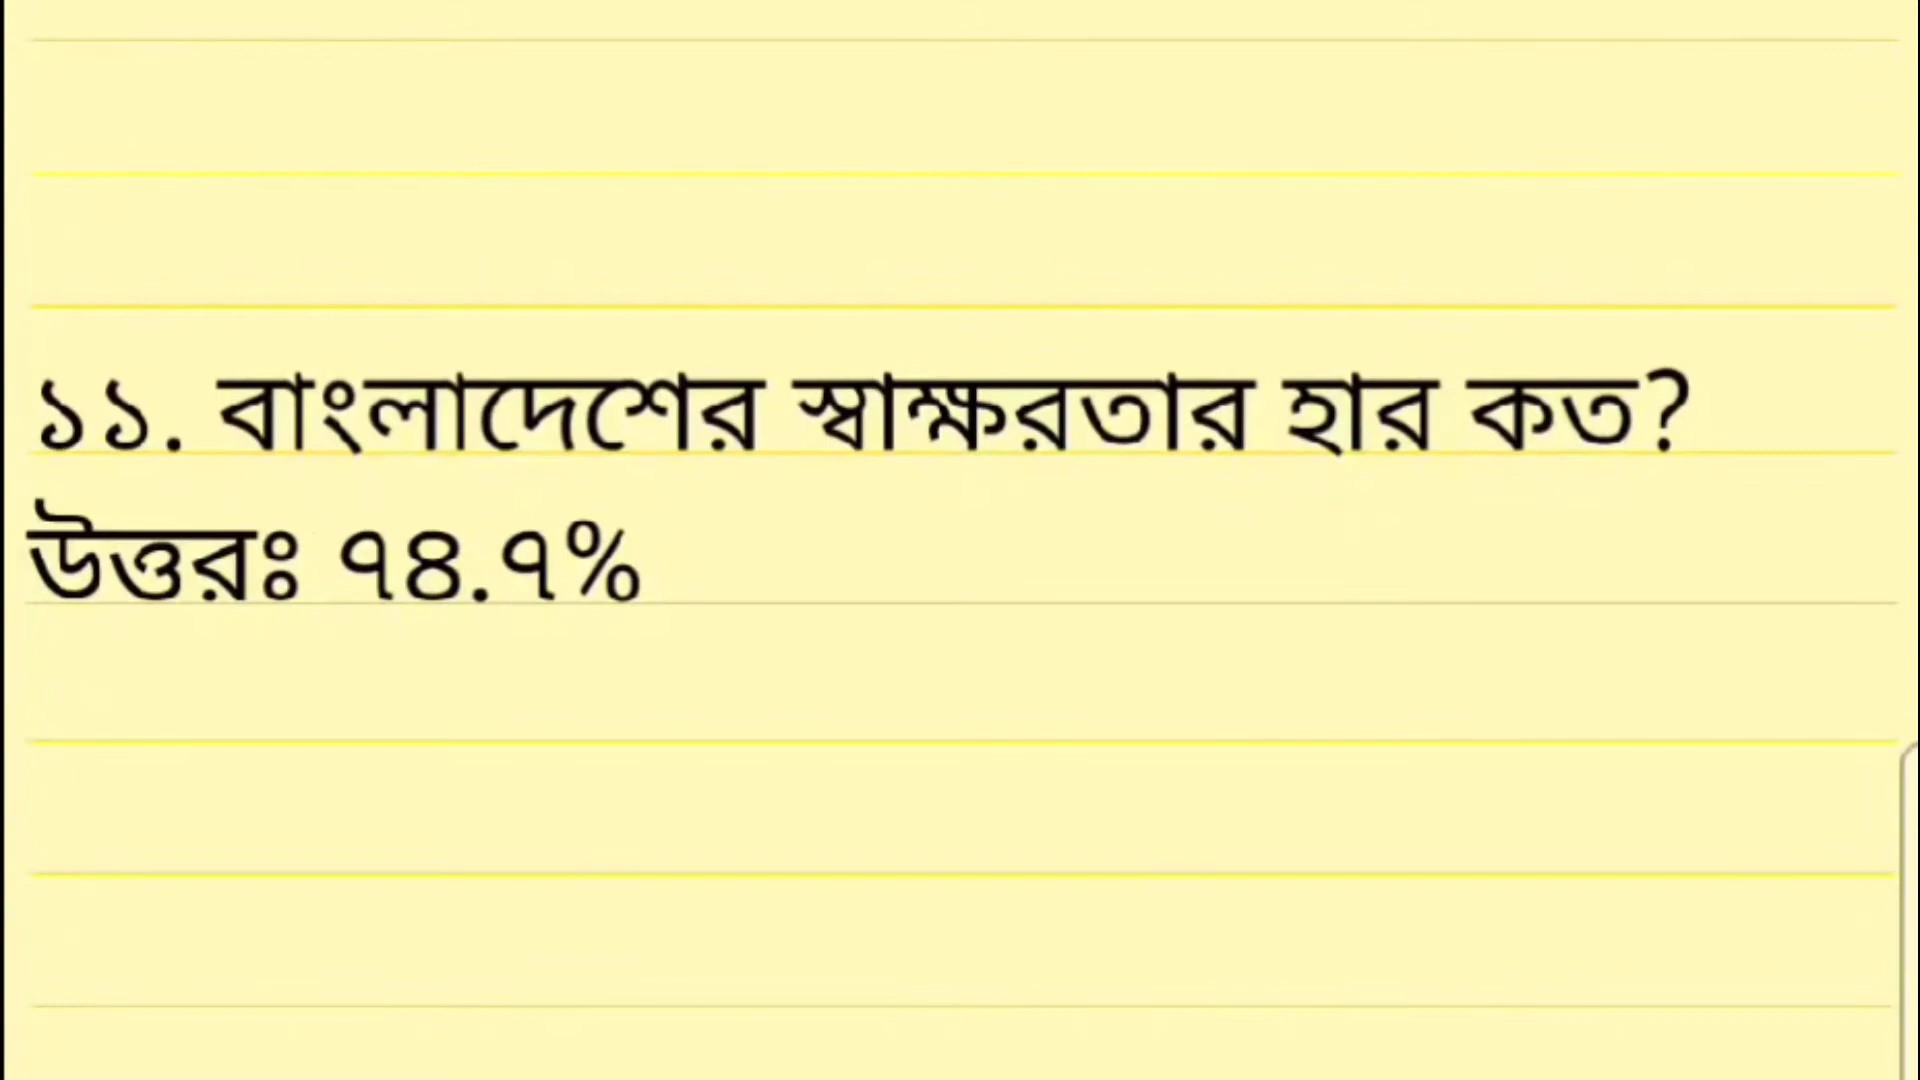 ১১. বাংলাদেশের স্বাক্ষরতার হার কত?
উত্তরঃ ৭৪.৭%